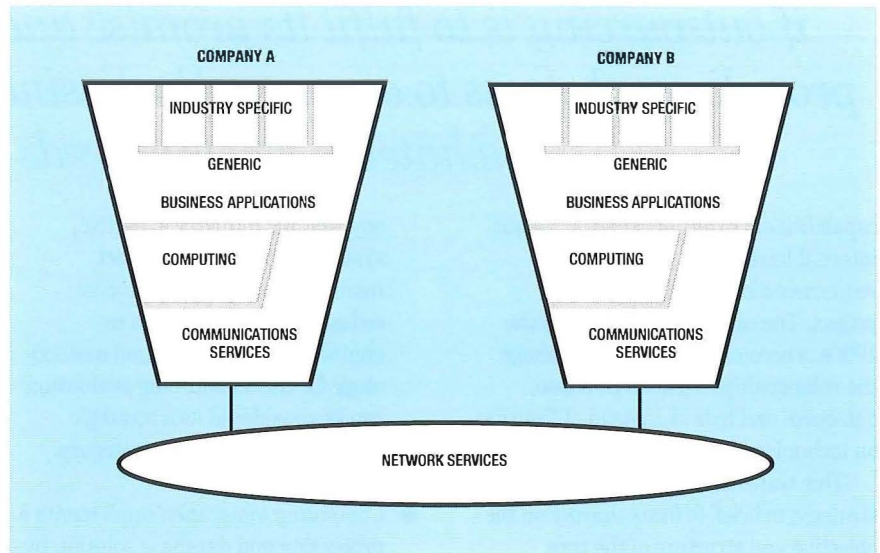 COMPANY A
INDUSTRY SPECIFIC
GENERIC
BUSINESS APPLICATIONS
COMPUTING
COMMUNICATIONS
SERVICES
COMPANY B
INDUSTRY SPECIFIC
GENERIC
BUSINESS APPLICATIONS
COMPUTING
COMMUNICATIONS
SERVICES
NETWORK SERVICES